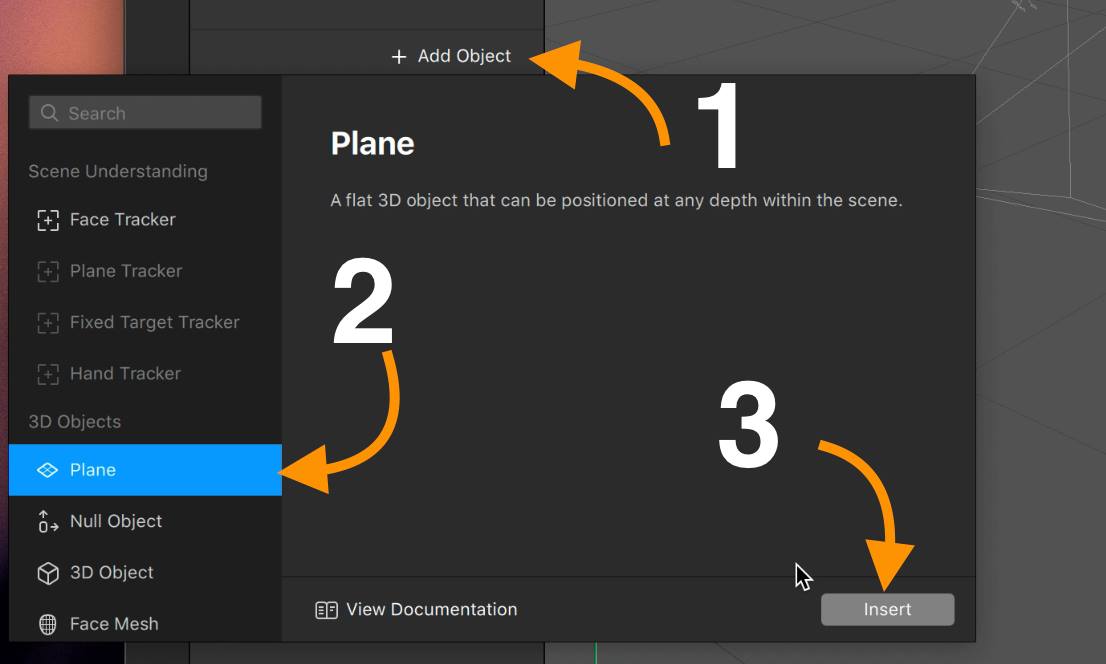 + Add Object
1
Search
Scene Understanding
Face Tracker
Plane Tracker
Fixed Target Tracker
Hand Tracker
3D Objects
Plane
Null Object
3D Object
Face Mesh
Plane
A flat 3D object that can be positioned at any depth within the scene.
2
3
View Documentation
Insert